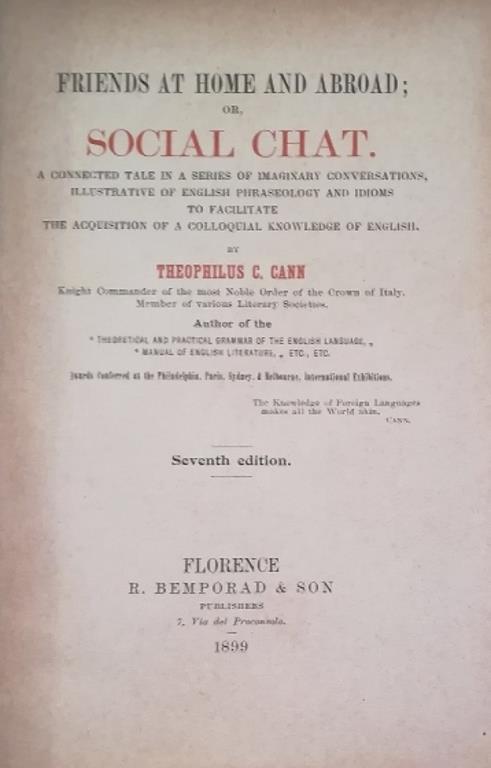 FRIENDS AT HOME AND ABROAD;
OR,
SOCIAL CHAT.
A CONNECTED TALE IN A SERIES OF IMAGINARY CONVERSATIONS,
ILLUSTRATIVE OF ENGLISH PHRASEOLOGY AND IDIOMS
TO FACILITATE
THE ACQUISITION OF A COLLOQUIAL KNOWLEDGE OF ENGLISH.
BY
THEOPHILUS C. CANN
Knight Commander of the most Noble Order of the Crown of Italy.
Member of various Literary Societies.
Author of the
" THEORETICAL AND PRACTICAL GRAMMAR OF THE ENGLISH LANGUAGE, „
" MANUAL OF ENGLISH LITERATURE, „ ETC., ETC.
conferred at the Philadelphia, Paris, Sydney, & Melbourne, International Exhibitions.
The Knowledge of Foreign Languages
makes all the World akin.
CANN.
Seventh edition.
FLORENCE
R. BEMPORAD & SON
PUBLISHERS
7, Via del Proconsolo.
1899